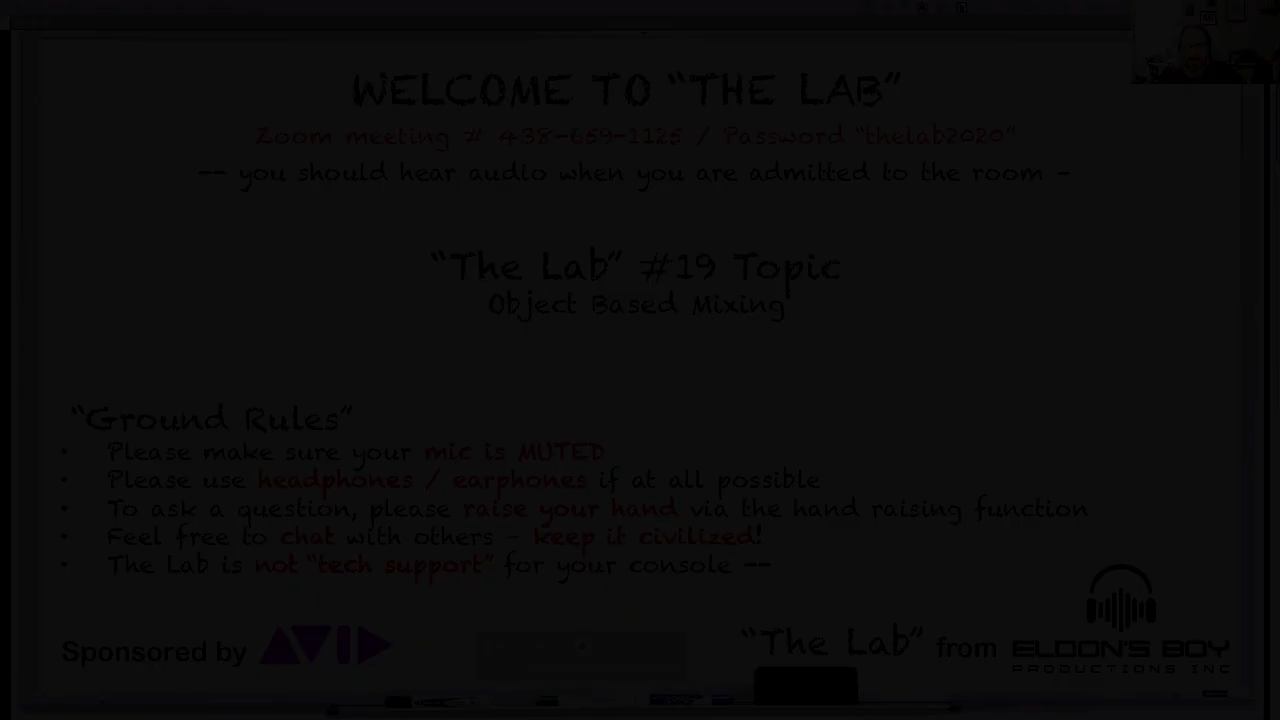 WELCOME TO “THE LAB”
Zoom meeting # 438-659-1125 / Password “thelab2020”
-- you should hear audio when you are admitted to the room -
“The Lab” #19 Topic
Object Based Mixing
“Ground Rules”
• Please make sure your mic is MUTED
• Please use headphones / earphones if at all possible
• To ask a question, please raise your hand via the hand raising function
• Feel free to chat with others - keep it civilized!
• The Lab is not “tech support” for your console --
Sponsored by AVID
“The Lab” from ELDON'S BOY
PRODUCTIONS INC